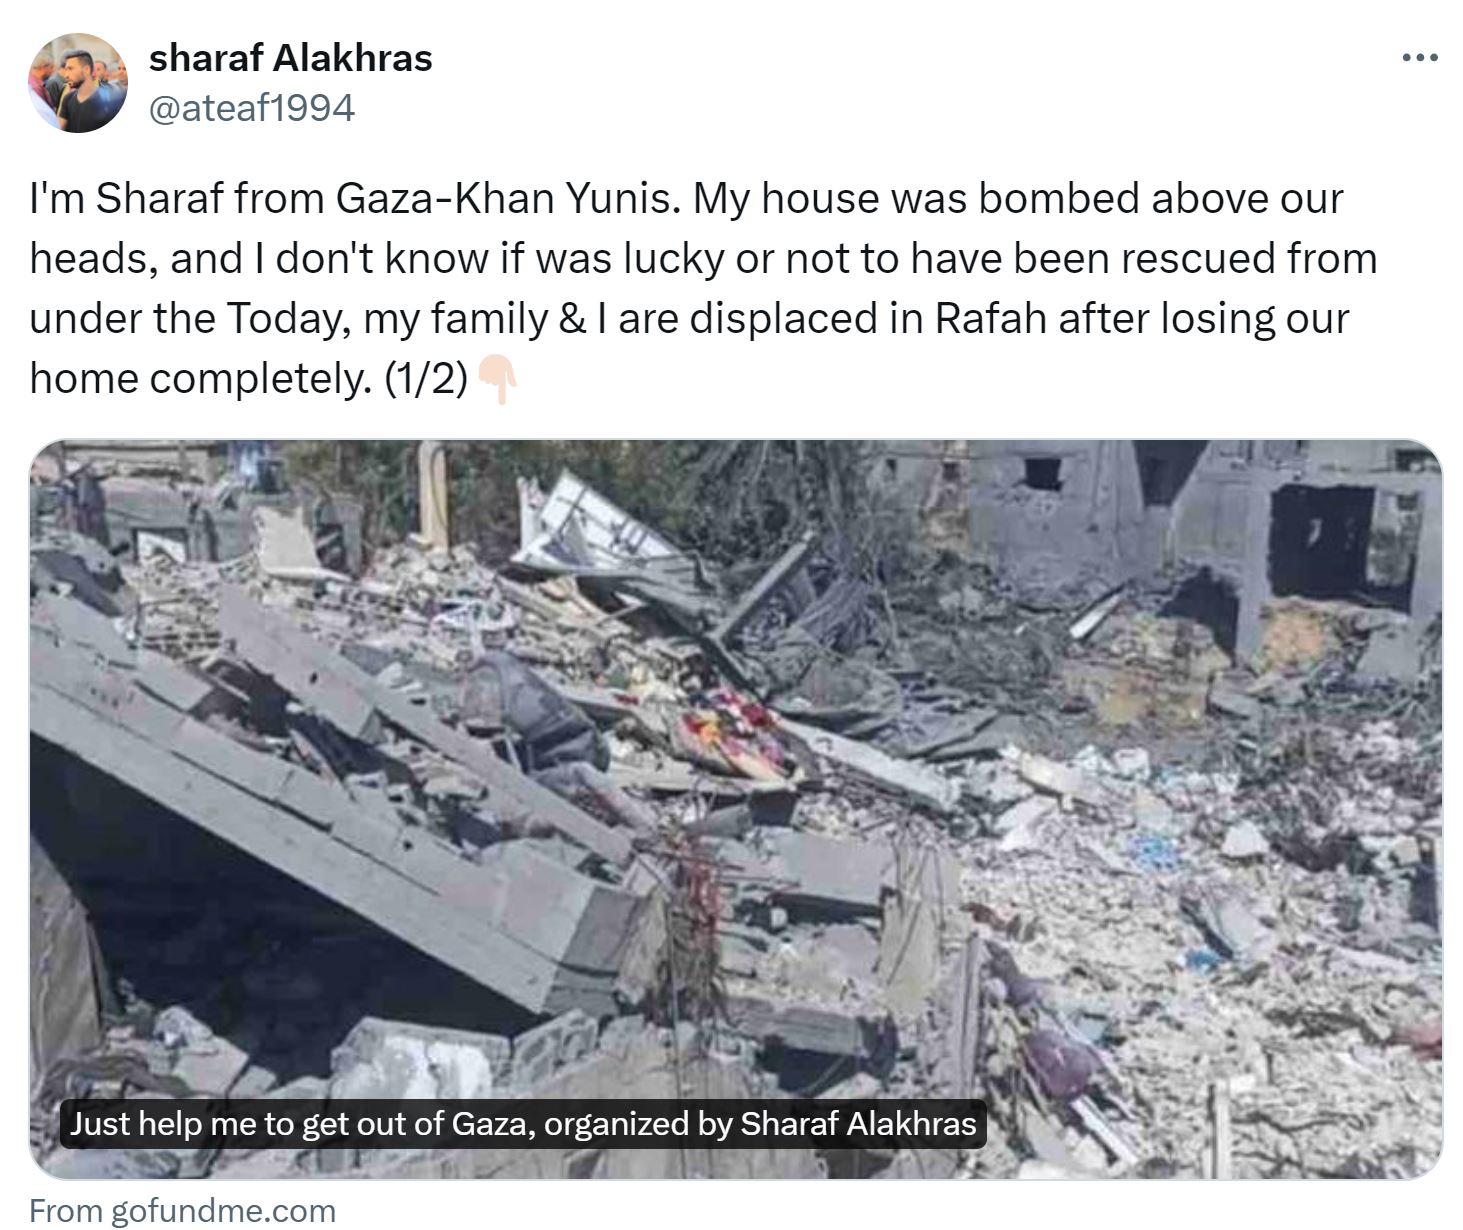 sharaf Alakhras
@ateaf1994
I'm Sharaf from Gaza-Khan Yunis. My house was bombed above our
heads, and I don't know if was lucky or not to have been rescued from
under the Today, my family & I are displaced in Rafah after losing our
home completely. (1/2)👇🏻
Just help me to get out of Gaza, organized by Sharaf Alakhras
From gofundme.com